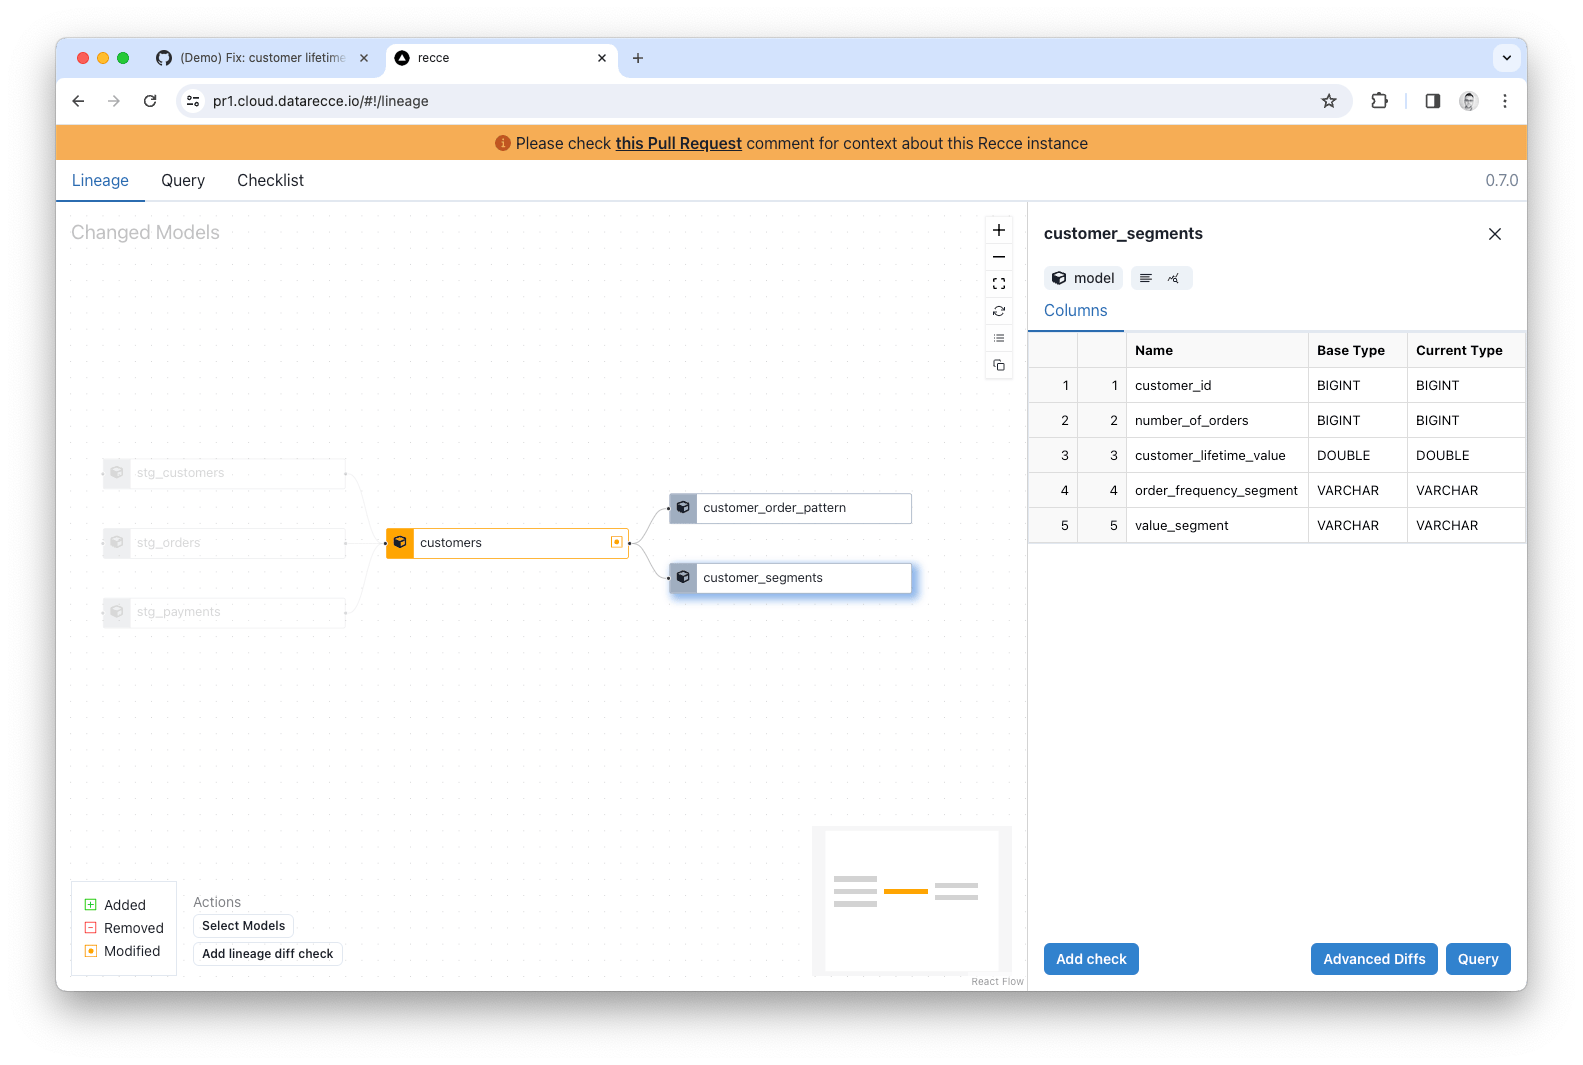 (Demo) Fix: customer lifetime
recce
pr1.cloud.datarecce.io/#!/lineage
Please check this Pull Request comment for context about this Recce instance
Lineage Query Checklist 0.7.0
Changed Models
stg_customers
stg_orders
stg_payments
customers
customer_order_pattern
customer_segments
Added
Removed
Modified
Actions
Select Models
Add lineage diff check
React Flow
customer_segments
model
Columns
Name Base Type Current Type
1 1 customer_id BIGINT BIGINT
2 2 number_of_orders BIGINT BIGINT
3 3 customer_lifetime_value DOUBLE DOUBLE
4 4 order_frequency_segment VARCHAR VARCHAR
5 5 value_segment VARCHAR VARCHAR
Add check Advanced Diffs Query